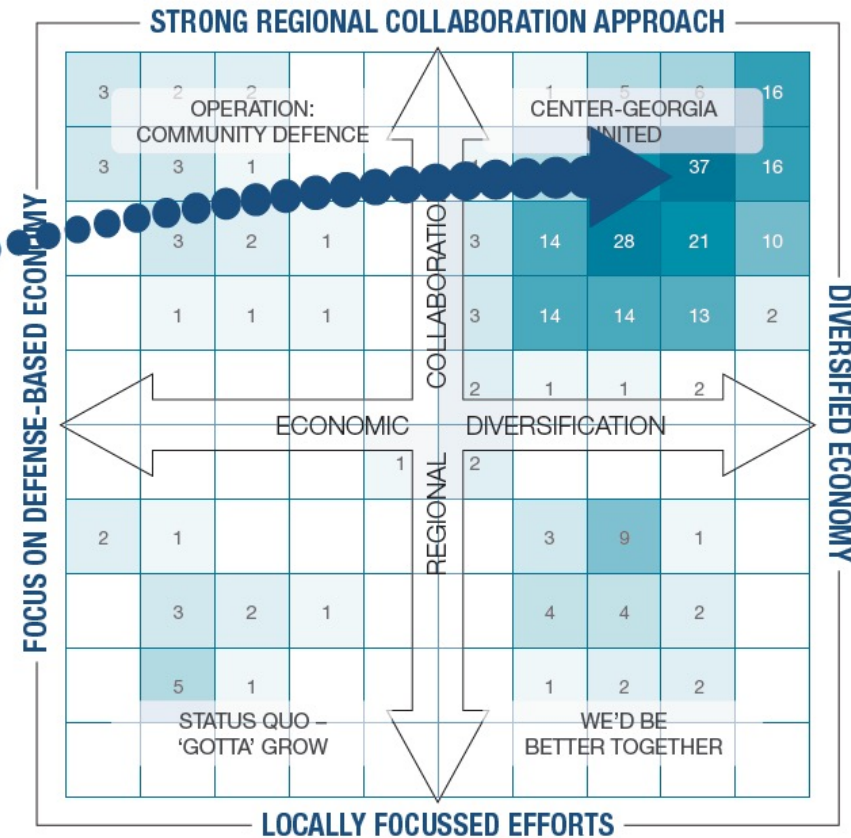 STRONG REGIONAL COLLABORATION APPROACH
3 2 2 1 5 6 16
OPERATION:
COMMUNITY DEFENCE
CENTER-GEORGIA
UNITED
3 3 1 37 16
FOCUS ON DEFENSE-BASED ECONOMY
DIVERSIFIED ECONOMY
3 2 1 3 14 28 21 10
1 1 1 3 14 14 13 2
REGIONAL COLLABORATION
2 1 1 2
ECONOMIC DIVERSIFICATION
1 2
2 1 3 9 1
3 2 1 4 4 2
5 1 1 2 2
STATUS QUO –
‘GOTTA’ GROW
WE’D BE
BETTER TOGETHER
LOCALLY FOCUSSED EFFORTS